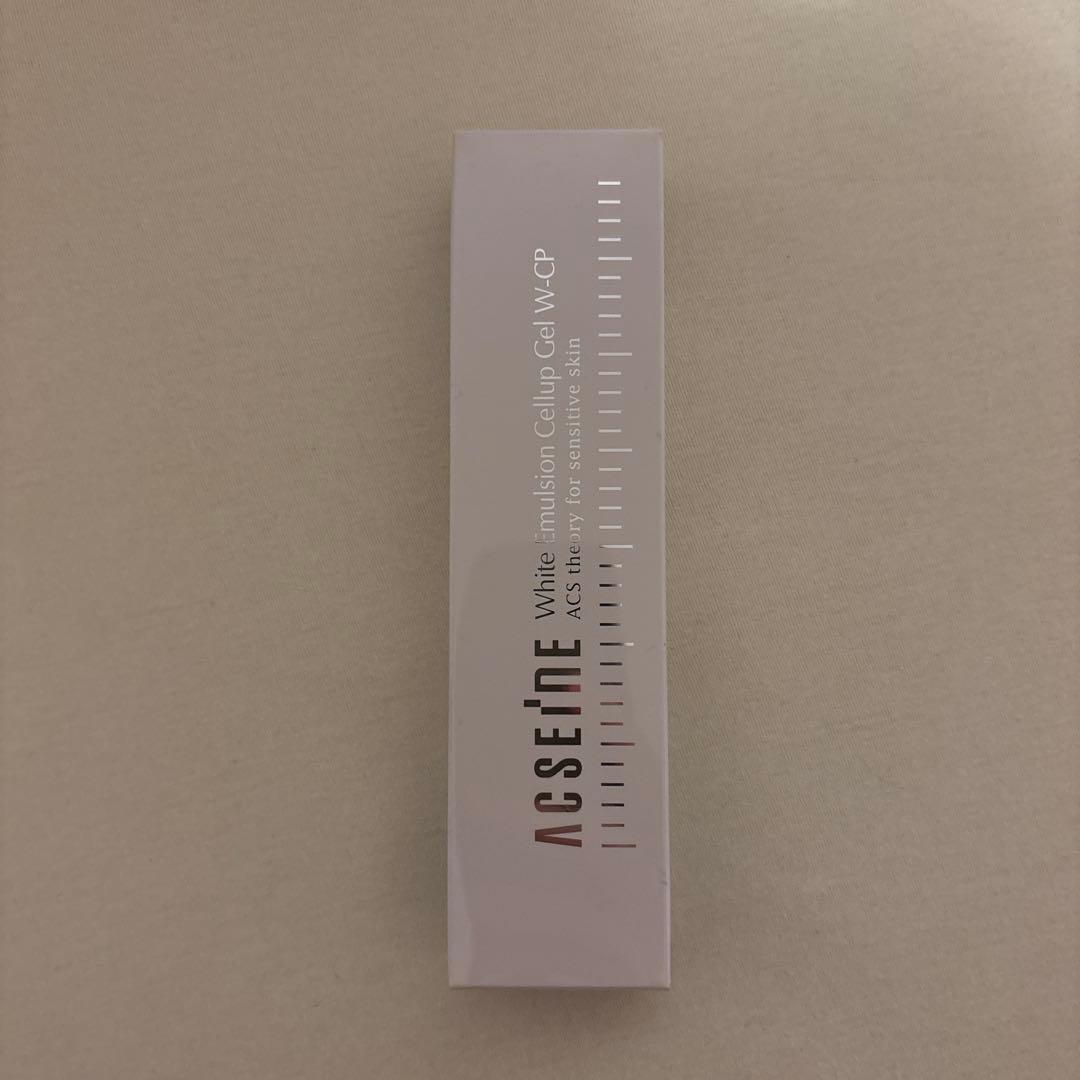 ACSEINE
White Emulsion Cellup Gel W-CP
ACS theory for sensitive skin